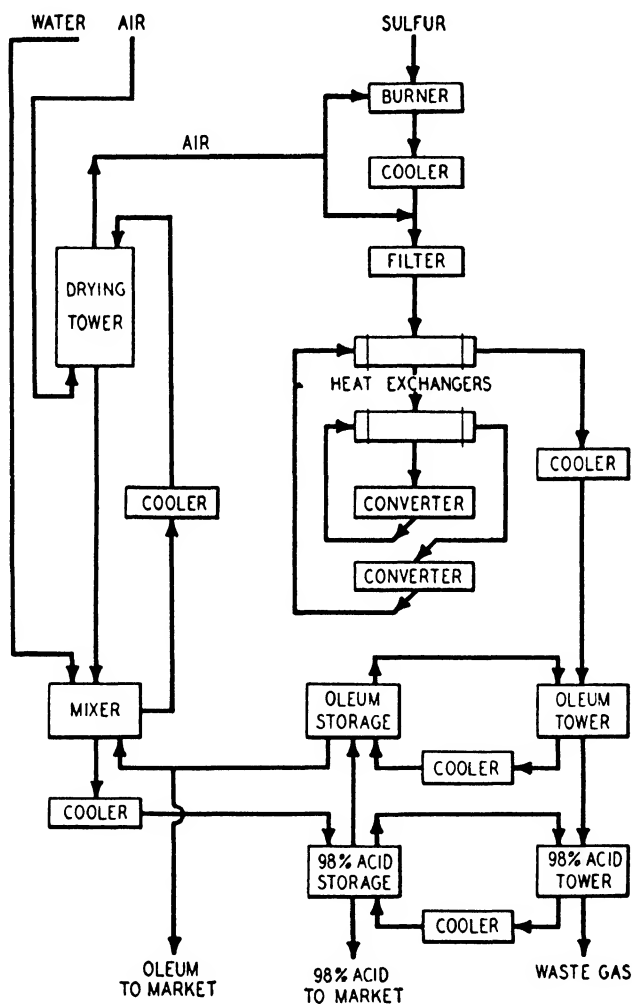 WATER AIR
SULFUR
BURNER
AIR
COOLER
FILTER
DRYING
TOWER
HEAT EXCHANGERS
COOLER
COOLER
CONVERTER
CONVERTER
MIXER
OLEUM
STORAGE
OLEUM
TOWER
COOLER
COOLER
98% ACID
STORAGE
98% ACID
TOWER
COOLER
OLEUM
TO MARKET
98% ACID
TO MARKET
WASTE GAS